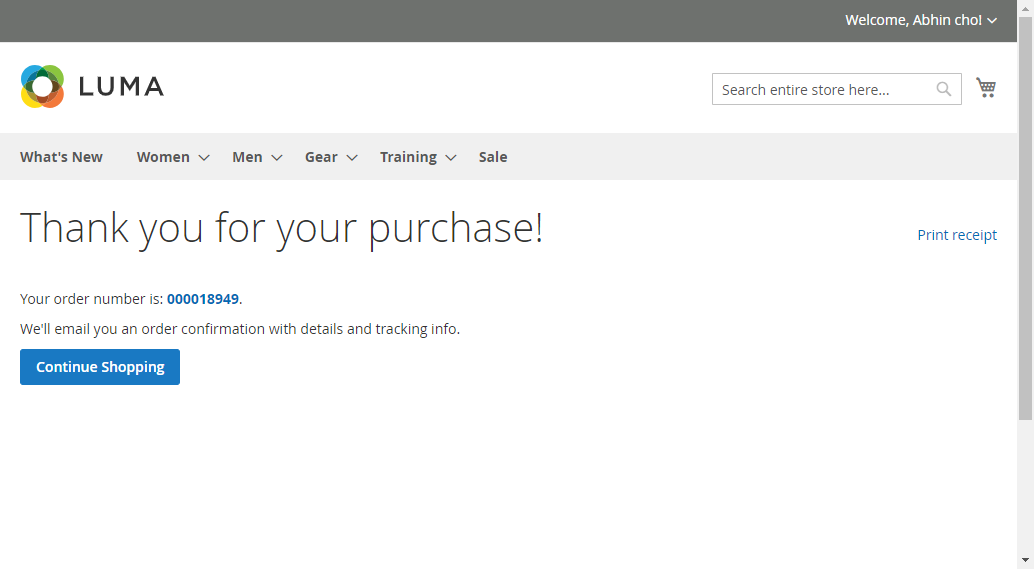 Welcome, Abhin cho!
LUMA
Search entire store here...
What's New Women Men Gear Training Sale
Thank you for your purchase!
Print receipt
Your order number is: 000018949.
We'll email you an order confirmation with details and tracking info.
Continue Shopping